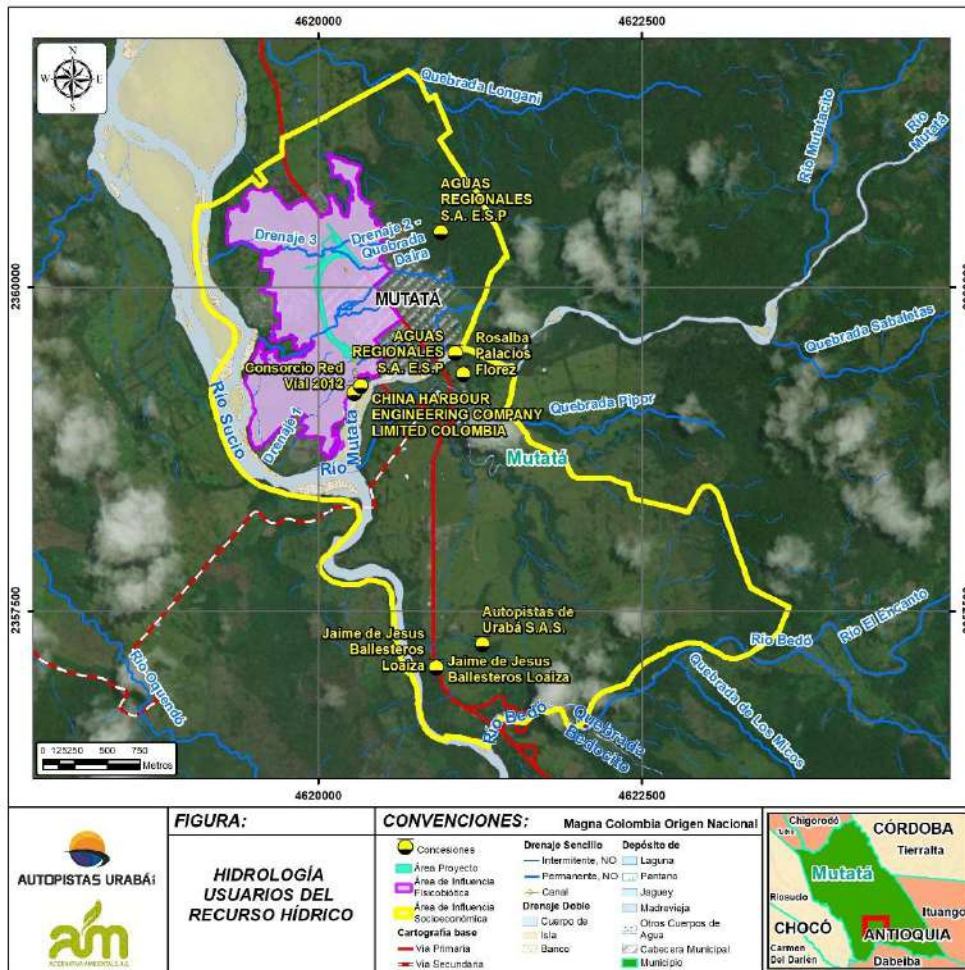 4620000
4622500
N
W
E
S
Quebrada Longani
Río Mutatacito
Río
Mutatá
AGUAS
REGIONALES
S.A. E.S.P
Drenaje 3
Drenaje 2 -
Quebrada
Daira
2360000
MUTATÁ
Quebrada Sabaletas
AGUAS
REGIONALES
S.A. E.S.P
Rosalba
Palacios
Florez
Consorcio Red
Vial 2012
CHINA HARBOUR
ENGINEERING COMPANY
LIMITED COLOMBIA
Quebrada Pipor
Río Sucio
Drenaje 1
Río
Mutata
Mutatá
2357500
Autopistas de
Urabá S.A.S.
Jaime de Jesus
Ballesteros
Loaiza
Jaime de Jesus
Ballesteros Loaiza
Río El Encanto
Río Bedó
Quebrada de Los Micos
Río Oquendó
Río Bedó
Quebrada
Bedocito
0 125250 500 750
Metros
4620000
4622500
AUTOPISTAS URABÁ
am
FIGURA:
HIDROLOGÍA
USUARIOS DEL
RECURSO HÍDRICO
CONVENCIONES:
Magna Colombia Origen Nacional
Concesiones
Área Proyecto
Área de Influencia
Fisicobiótica
Área de Influencia
Socioeconómica
Cartografía base
Via Primaria
Via Secundaria
Drenaje Sencillo
Intermitente, NO
Permanente, NO
Canal
Drenaje Doble
Cuerpo de
Isla
Banco
Depósito de
Laguna
Pantano
Jaguey
Madrevieja
Otros Cuerpos de
Agua
Cabecera Municipal
Municipio
Chigorodó
CÓRDOBA
Tierralta
Mutatá
Riosucio
Ituango
CHOCÓ
ANTIOQUIA
Carmen
Del Darién
Dabeiba